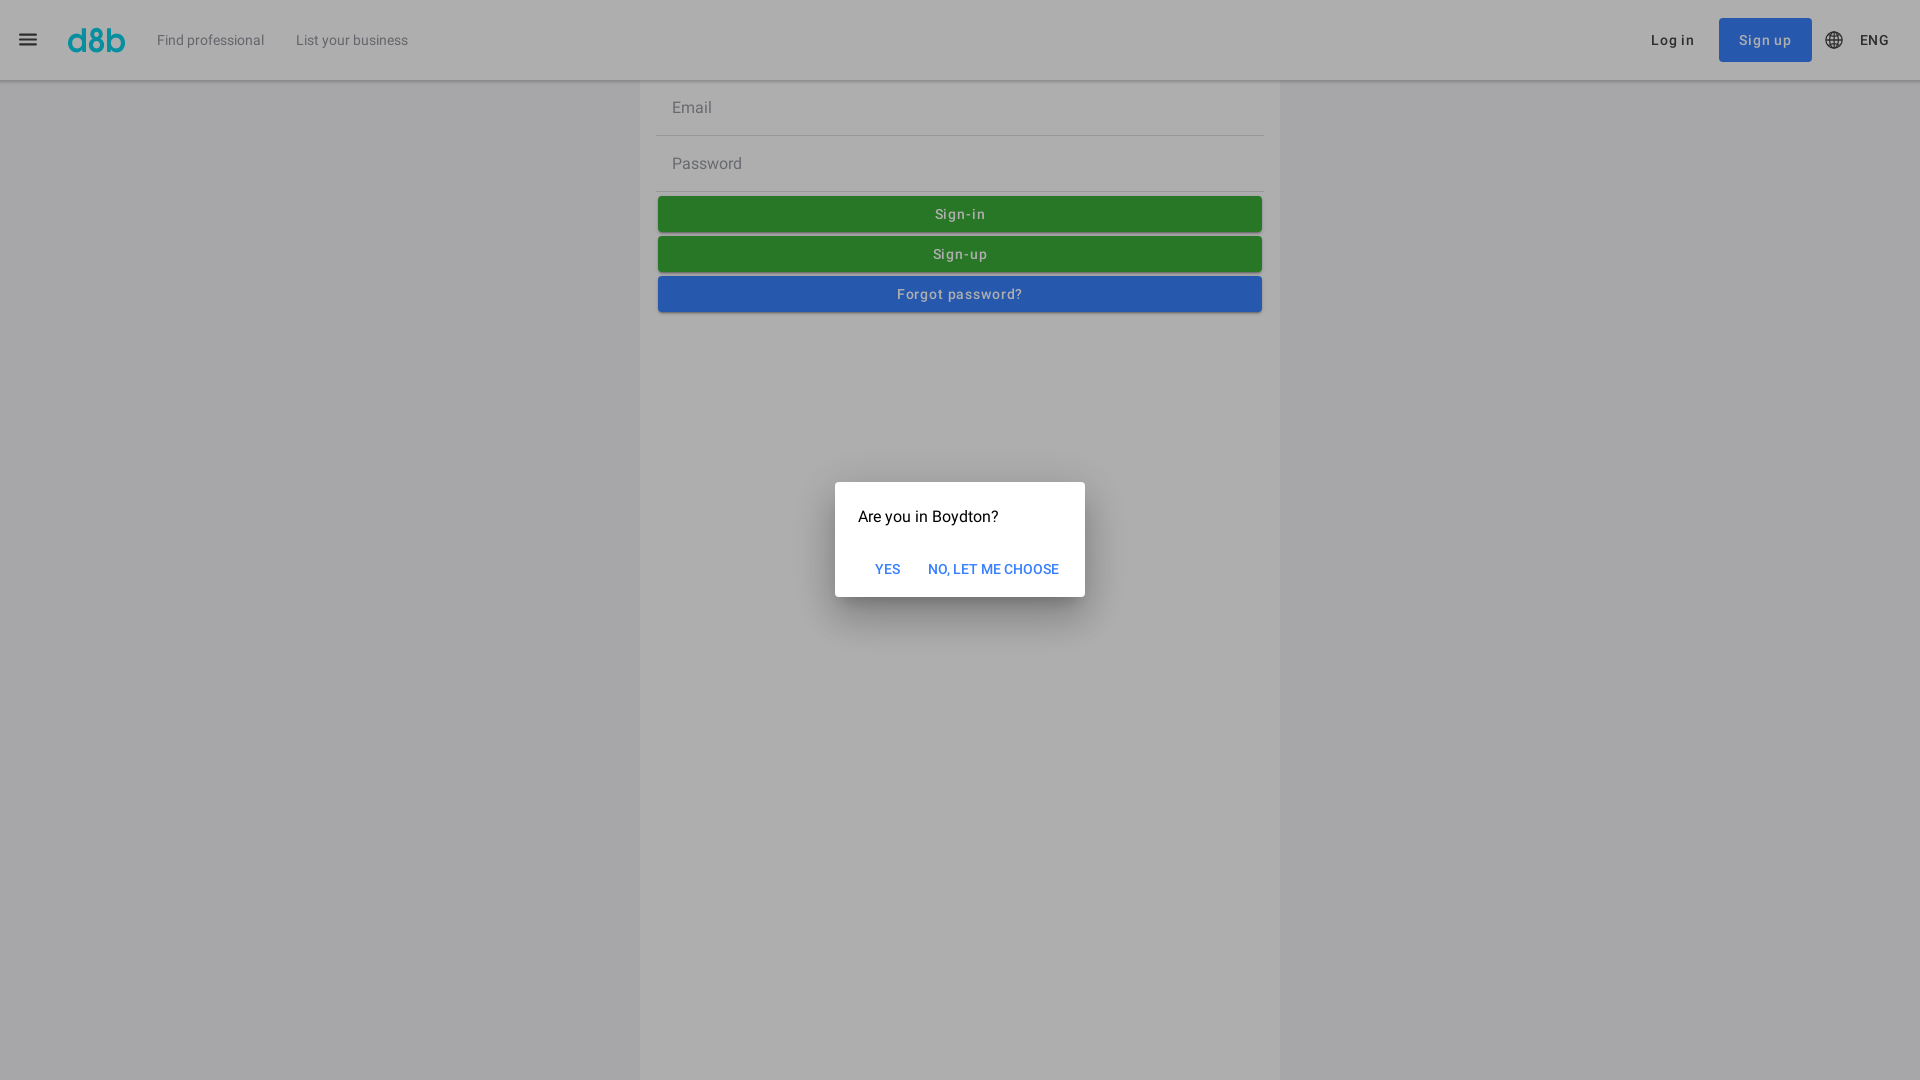 d8b
Find professional
List your business
Log in
Sign up
ENG
Email
Password
Sign-in
Sign-up
Forgot password?
Are you in Boydton?
YES
NO, LET ME CHOOSE